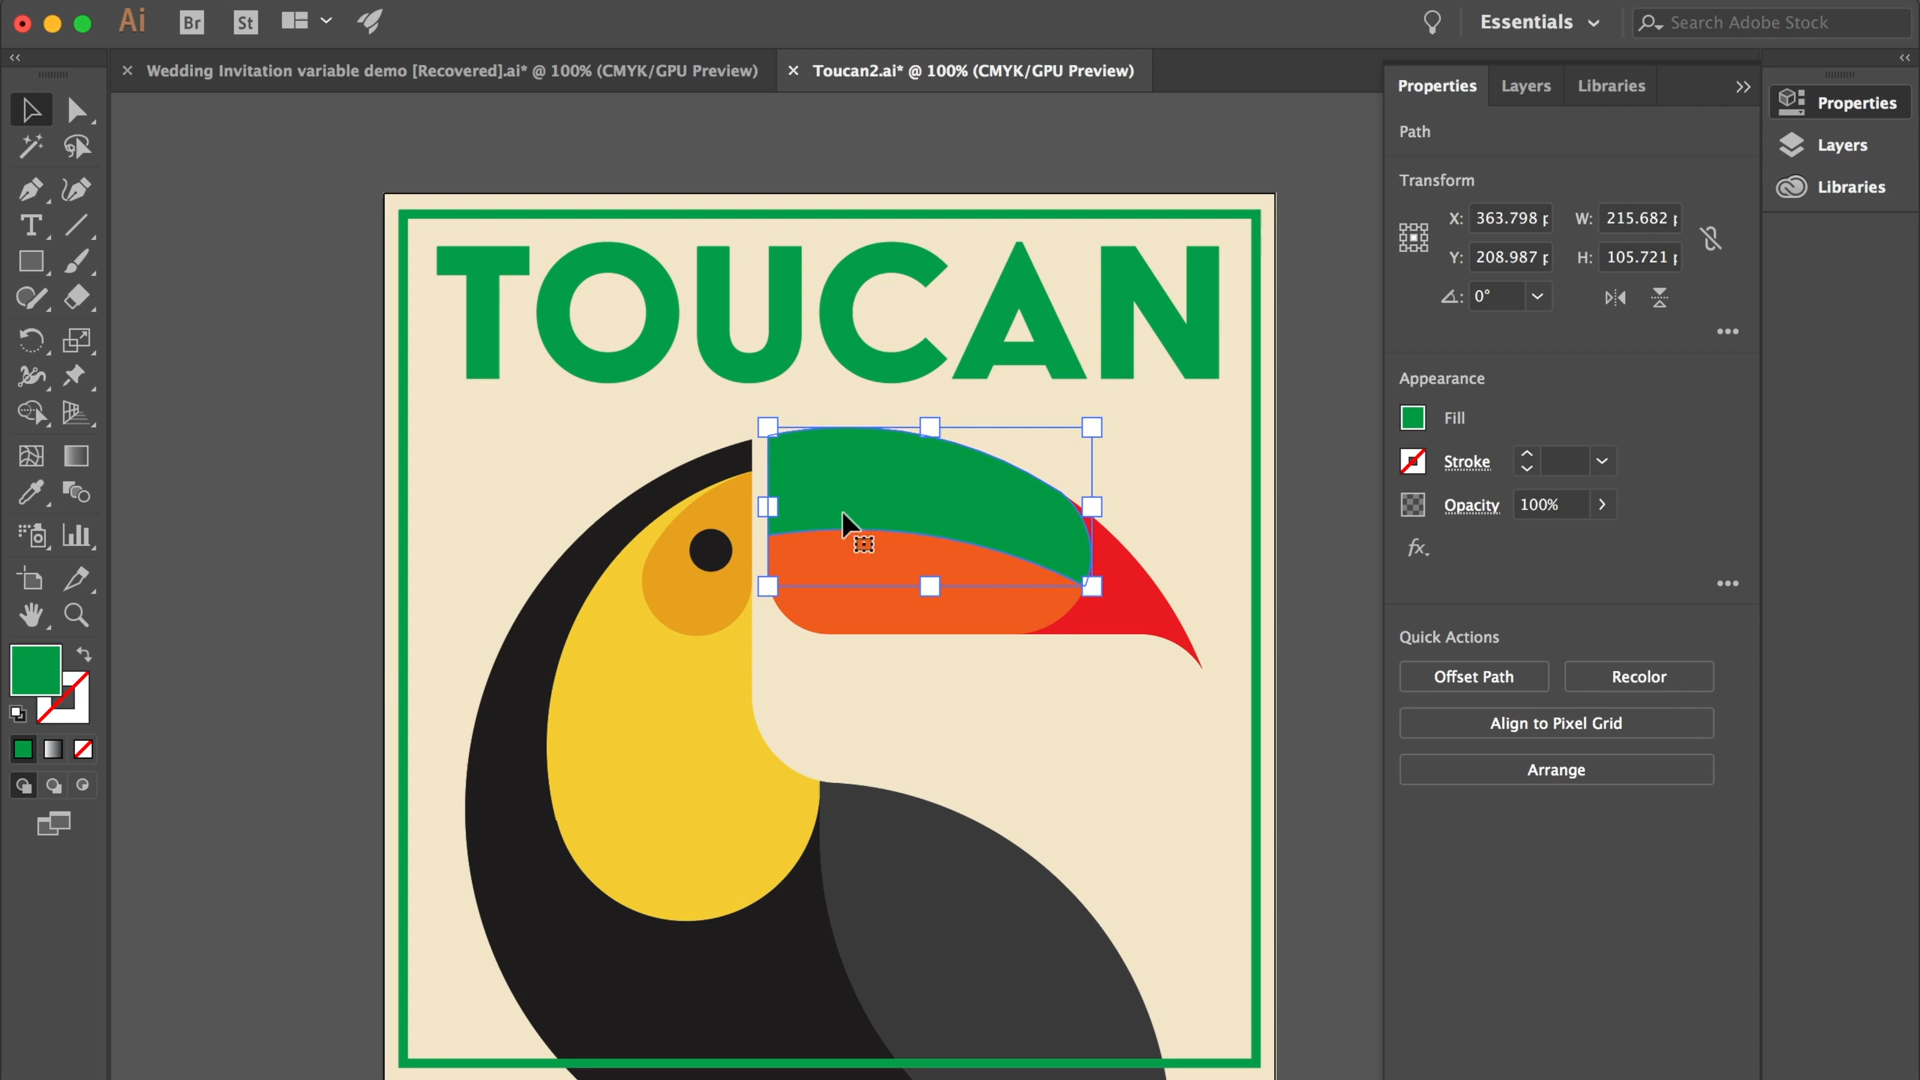 Ai Br St Essentials Search Adobe Stock
× Wedding Invitation variable demo [Recovered].ai* @ 100% (CMYK/GPU Preview) × Toucan2.ai* @ 100% (CMYK/GPU Preview)
Properties Layers Libraries
Path
Transform
X: 363.798 p W: 215.682 p
Y: 208.987 p H: 105.721 p
0°
Appearance
Fill
Stroke
Opacity 100%
fx.
Quick Actions
Offset Path Recolor
Align to Pixel Grid
Arrange
Properties
Layers
Libraries
TOUCAN